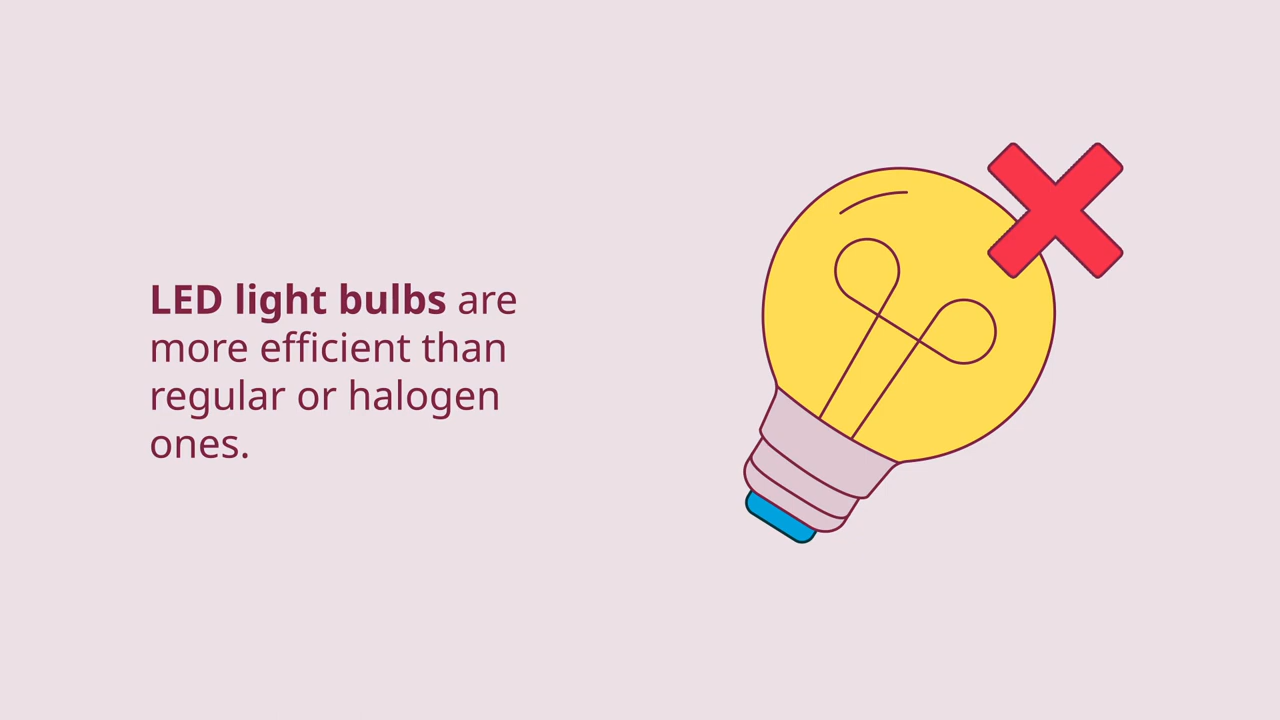 LED light bulbs are
more efficient than
regular or halogen
ones.